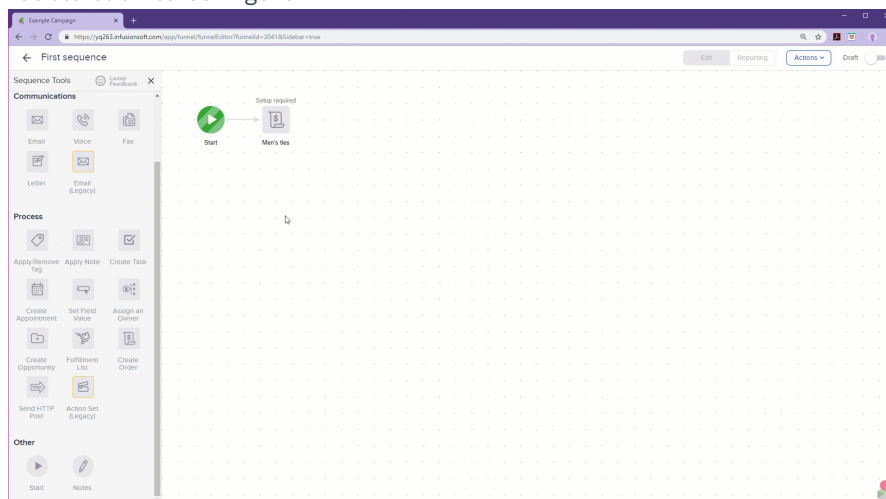 Example Campaign
yq263.infusionsoft.com/app/funnel/funnelEditor?funnelId=3041&Sidebar=true
First sequence
Edit
Reporting
Actions
Draft
Sequence Tools
Leave
Feedback
Communications
Email
Voice
Fax
Letter
Email
(Legacy)
Process
Apply/Remove
Tag
Apply Note
Create Task
Create
Appointment
Set Field
Value
Assign an
Owner
Create
Opportunity
Fulfillment
List
Create
Order
Send HTTP
Post
Action Set
(Legacy)
Other
Start
Notes
Setup required
Start
Men's ties